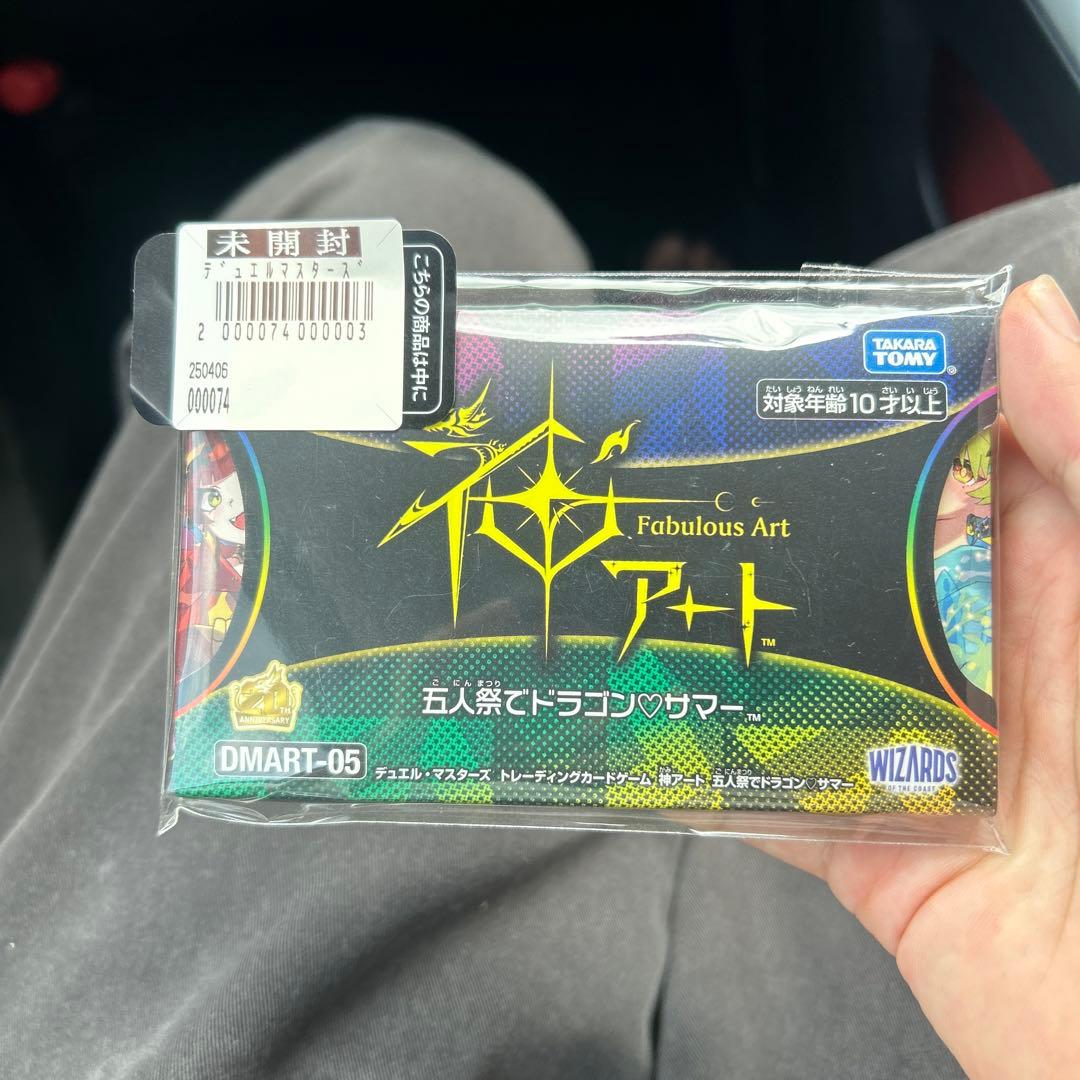 未開封
デュエルマスターズ
2 000074 000003
250406
000074
こちらの商品は中に
TAKARA TOMY
たいしょうねんれい さいいじょう
対象年齢10才以上
神アート™
Fabulous Art
ごにんまつり
五人祭でドラゴン♡サマー™
TH
ANNIVERSARY
DMART-05
デュエル・マスターズ トレーディングカードゲーム 神アート 五人祭でドラゴン♡サマー
WIZARDS
OF THE COAST